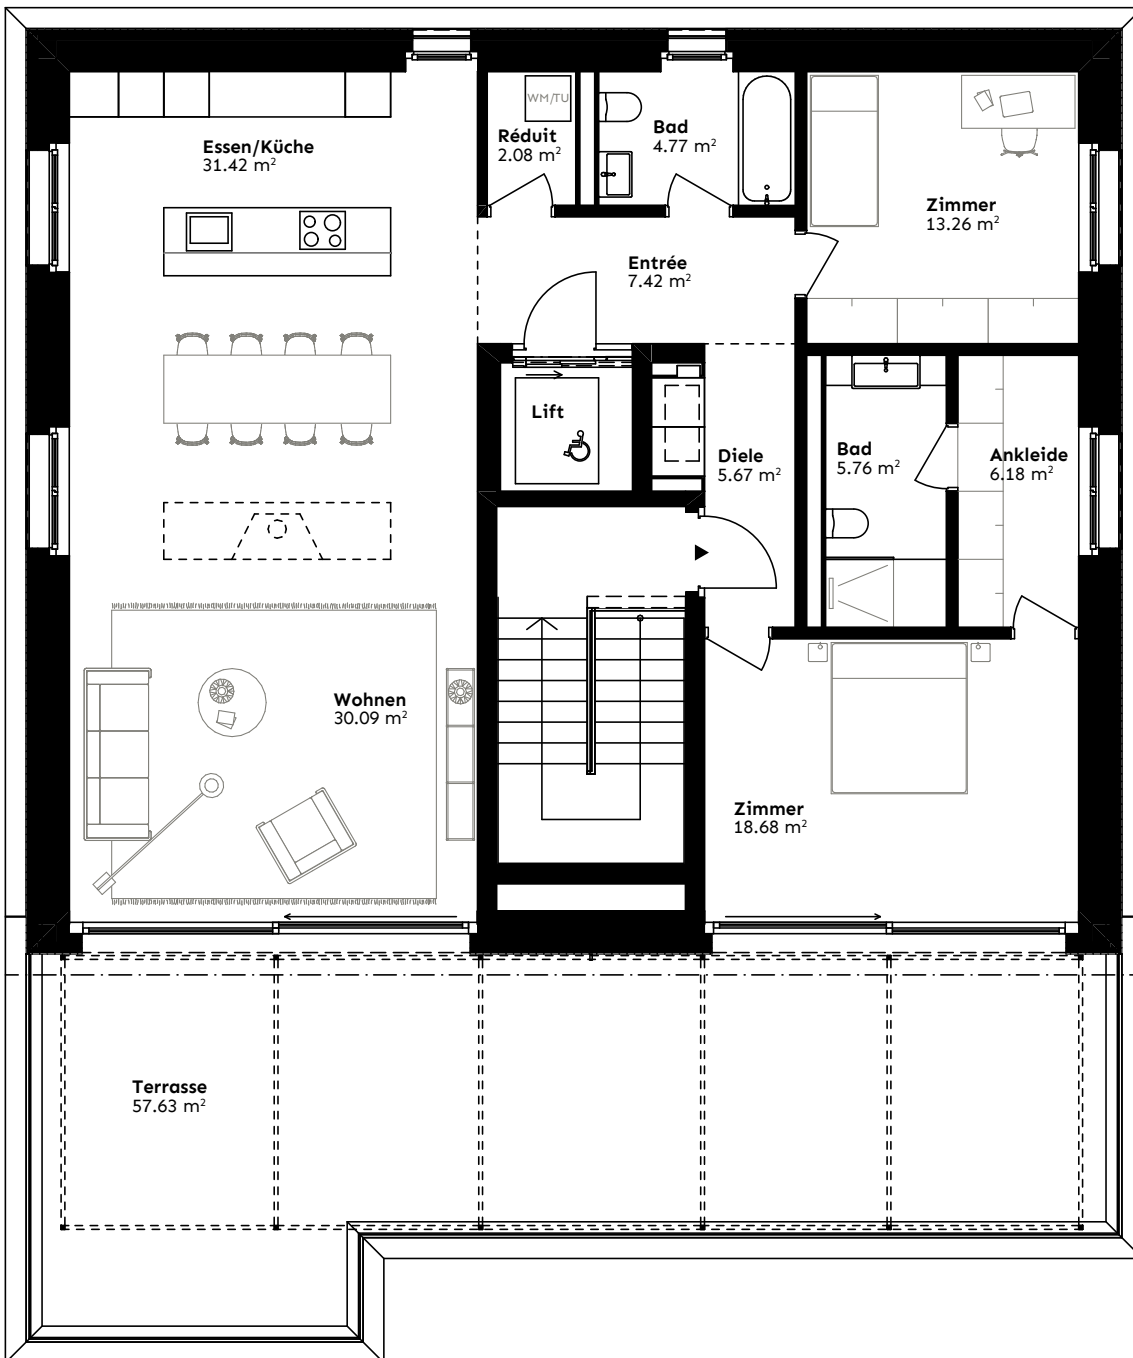 WM/TU
Réduit
2.08 m²
Bad
4.77 m²
Essen/Küche
31.42 m²
Zimmer
13.26 m²
Entrée
7.42 m²
Lift
Diele
5.67 m²
Bad
5.76 m²
Ankleide
6.18 m²
Wohnen
30.09 m²
Zimmer
18.68 m²
Terrasse
57.63 m²